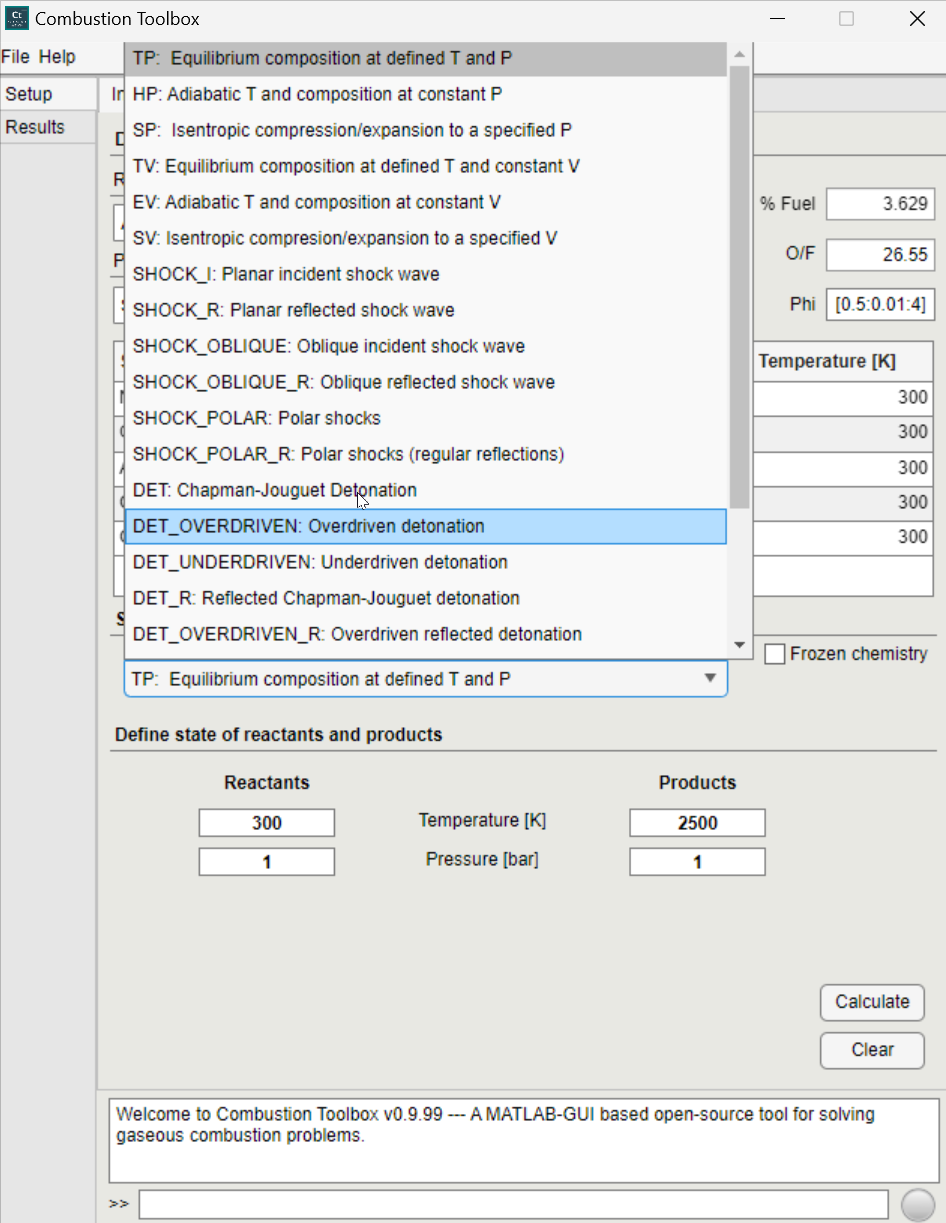 Ct
Combustion Toolbox
File Help
Setup
Results
TP: Equilibrium composition at defined T and P
HP: Adiabatic T and composition at constant P
SP: Isentropic compression/expansion to a specified P
TV: Equilibrium composition at defined T and constant V
EV: Adiabatic T and composition at constant V
SV: Isentropic compresion/expansion to a specified V
SHOCK_I: Planar incident shock wave
SHOCK_R: Planar reflected shock wave
SHOCK_OBLIQUE: Oblique incident shock wave
SHOCK_OBLIQUE_R: Oblique reflected shock wave
SHOCK_POLAR: Polar shocks
SHOCK_POLAR_R: Polar shocks (regular reflections)
DET: Chapman-Jouguet Detonation
DET_OVERDRIVEN: Overdriven detonation
DET_UNDERDRIVEN: Underdriven detonation
DET_R: Reflected Chapman-Jouguet detonation
DET_OVERDRIVEN_R: Overdriven reflected detonation
% Fuel 3.629
O/F 26.55
Phi [0.5:0.01:4]
Temperature [K]
300
300
300
300
300
Frozen chemistry
TP: Equilibrium composition at defined T and P
Define state of reactants and products
Reactants Products
300 Temperature [K] 2500
1 Pressure [bar] 1
Calculate
Clear
Welcome to Combustion Toolbox v0.9.99 --- A MATLAB-GUI based open-source tool for solving
gaseous combustion problems.
>>